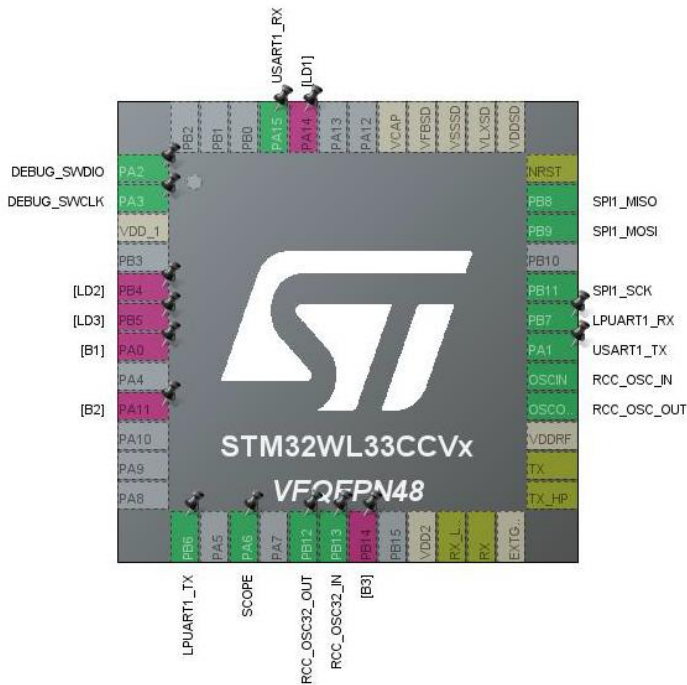 USART1_RX
[LD1]
PB2
PB1
PB0
PA15
PA14
PA13
PA12
VCAP
VFBSD
VSSSD
VLXSD
VDDSD
DEBUG_SWDIO
PA2
DEBUG_SWCLK
PA3
VDD_1
PB3
[LD2]
PB4
[LD3]
PB5
[B1]
PA0
PA4
[B2]
PA11
PA10
PA9
PA8
NRST
PB8
SPI1_MISO
PB9
SPI1_MOSI
PB10
PB11
SPI1_SCK
PB7
LPUART1_RX
PA1
USART1_TX
OSCIN
RCC_OSC_IN
OSCO..
RCC_OSC_OUT
VDDRF
TX
TX_HP
STM32WL33CCVx
VFQFPN48
PB6
PA5
PA6
PA7
PB12
PB13
PB14
PB15
VDD2
RX_L..
RX
EXTG..
LPUART1_TX
SCOPE
RCC_OSC32_OUT
RCC_OSC32_IN
[B3]